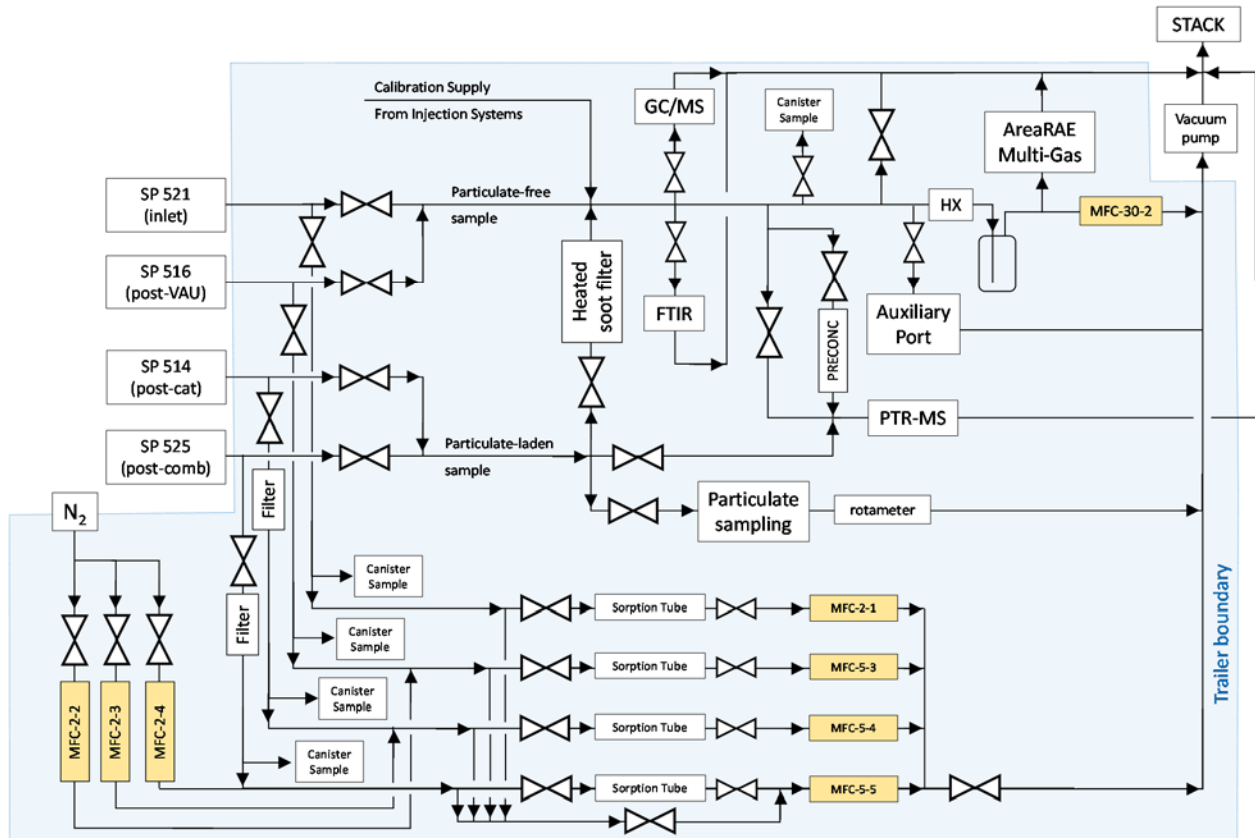 STACK
Calibration Supply
From Injection Systems
GC/MS
Canister
Sample
AreaRAE
Multi-Gas
Vacuum
pump
SP 521
(inlet)
Particulate-free
sample
HX
MFC-30-2
SP 516
(post-VAU)
Heated
soot filter
FTIR
Auxiliary
Port
PRECONC
SP 514
(post-cat)
PTR-MS
SP 525
(post-comb)
Particulate-laden
sample
Filter
N2
Particulate
sampling
rotameter
Trailer boundary
Canister
Sample
Filter
Sorption Tube
MFC-2-1
Canister
Sample
Sorption Tube
MFC-5-3
Canister
Sample
Sorption Tube
MFC-5-4
MFC-2-2
MFC-2-3
MFC-2-4
Canister
Sample
Sorption Tube
MFC-5-5